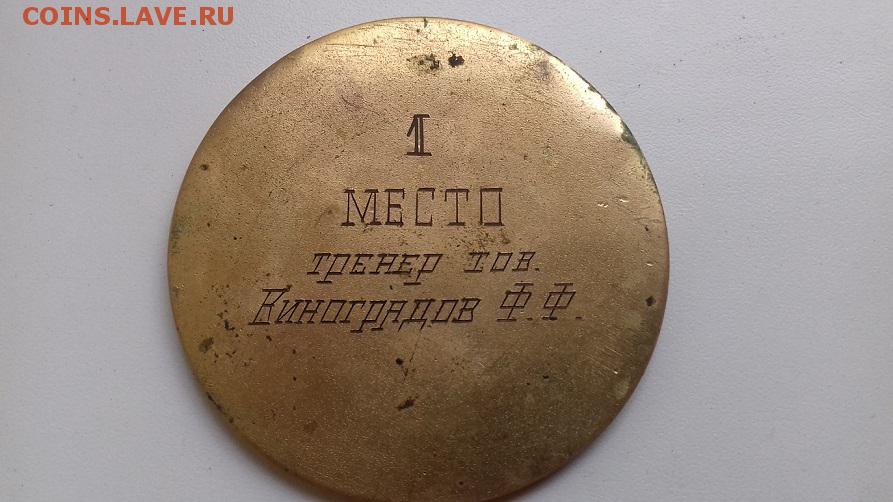 COINS.LAVE.RU
1
МЕСТО
ТРЕНЕР ТОВ.
ВИНОГРАДОВ Ф.Ф.